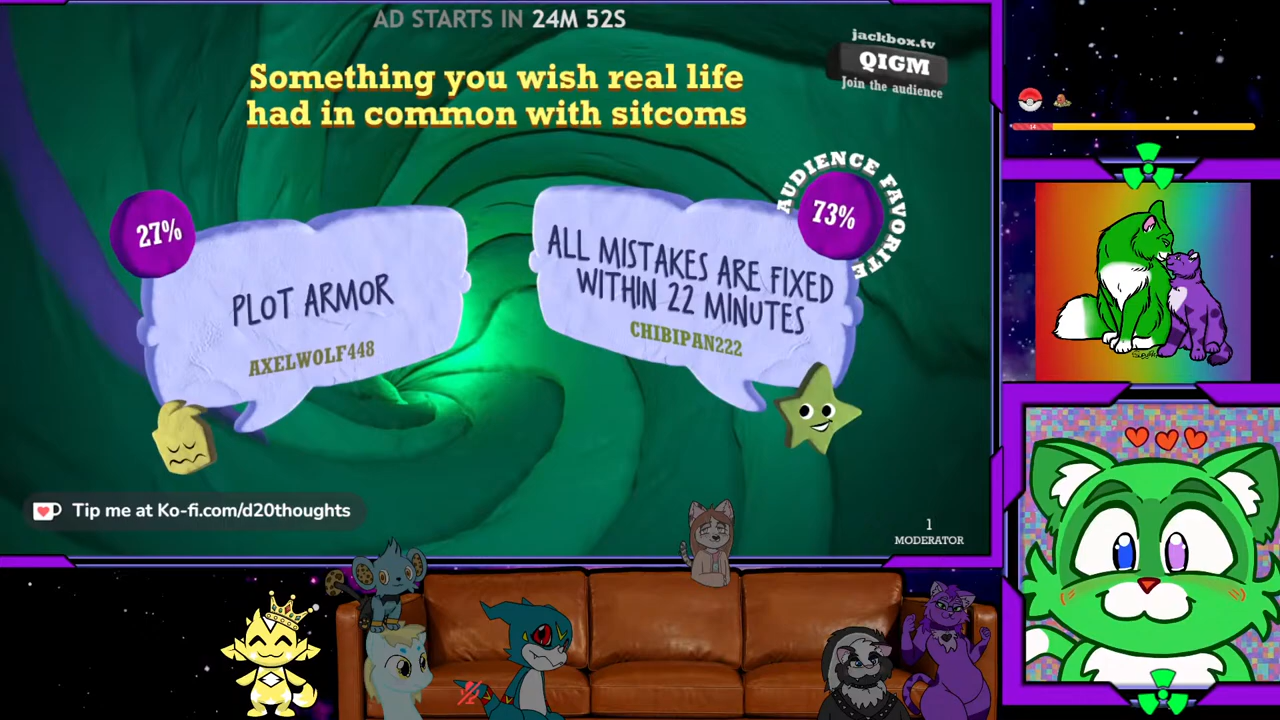 AD STARTS IN 24M 52S
jackbox.tv
QIGM
Join the audience
Something you wish real life
had in common with sitcoms
AUDIENCE FAVORITE
27%
73%
PLOT ARMOR
AXELWOLF448
ALL MISTAKES ARE FIXED
WITHIN 22 MINUTES
CHIBIPAN222
Tip me at Ko-fi.com/d20thoughts
1
MODERATOR
14